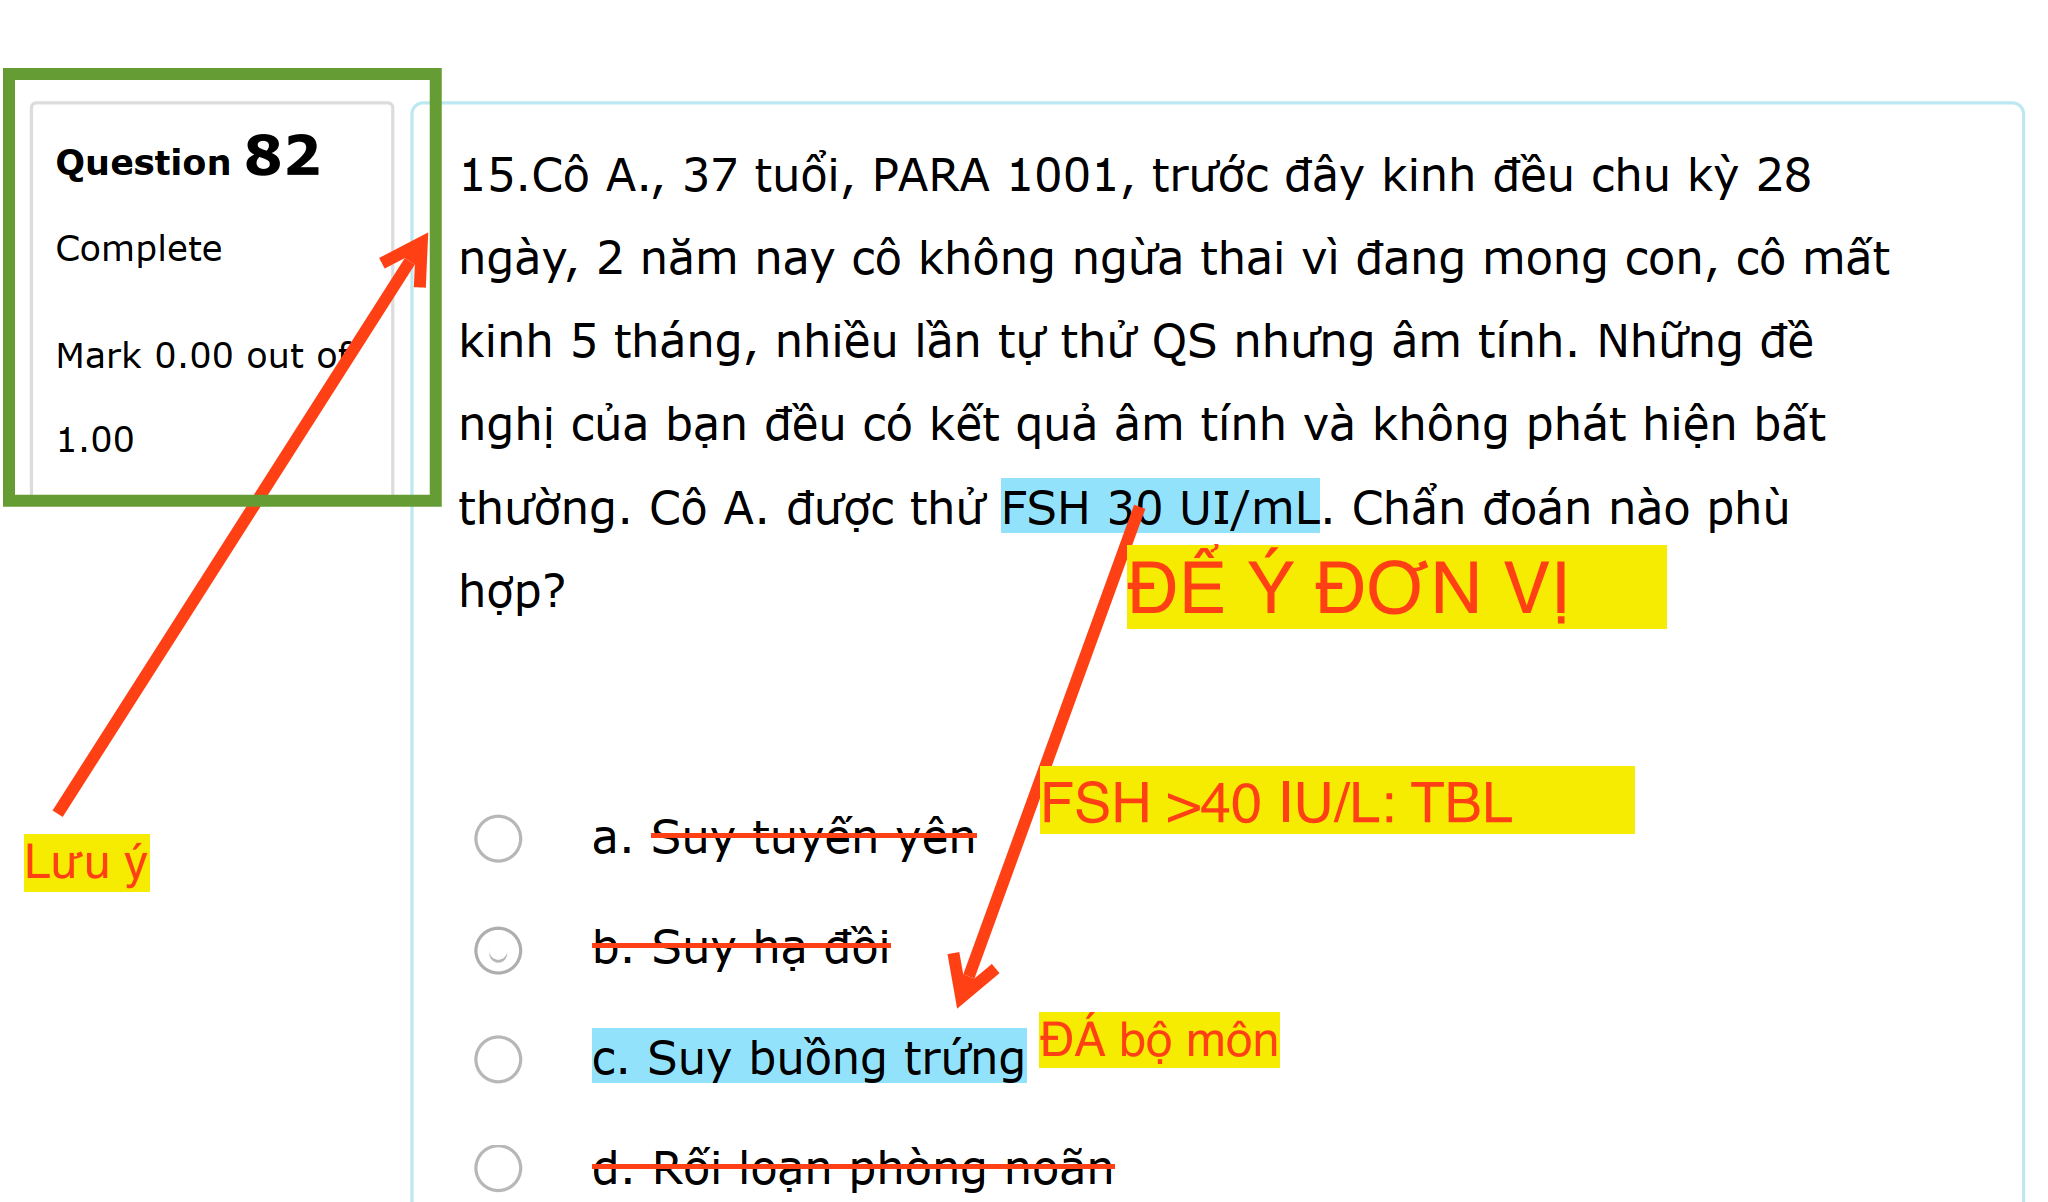 Question 82
Complete
Mark 0.00 out of
1.00
Lưu ý
15.Cô A., 37 tuổi, PARA 1001, trước đây kinh đều chu kỳ 28
ngày, 2 năm nay cô không ngừa thai vì đang mong con, cô mất
kinh 5 tháng, nhiều lần tự thử QS nhưng âm tính. Những đề
nghị của bạn đều có kết quả âm tính và không phát hiện bất
thường. Cô A. được thử FSH 30 UI/mL. Chẩn đoán nào phù
hợp?
ĐỂ Ý ĐƠN VỊ
FSH >40 IU/L: TBL
a. Suy tuyến yên
b. Suy hạ đồi
c. Suy buồng trứng
ĐÁ bộ môn
d. Rối loạn phòng noãn